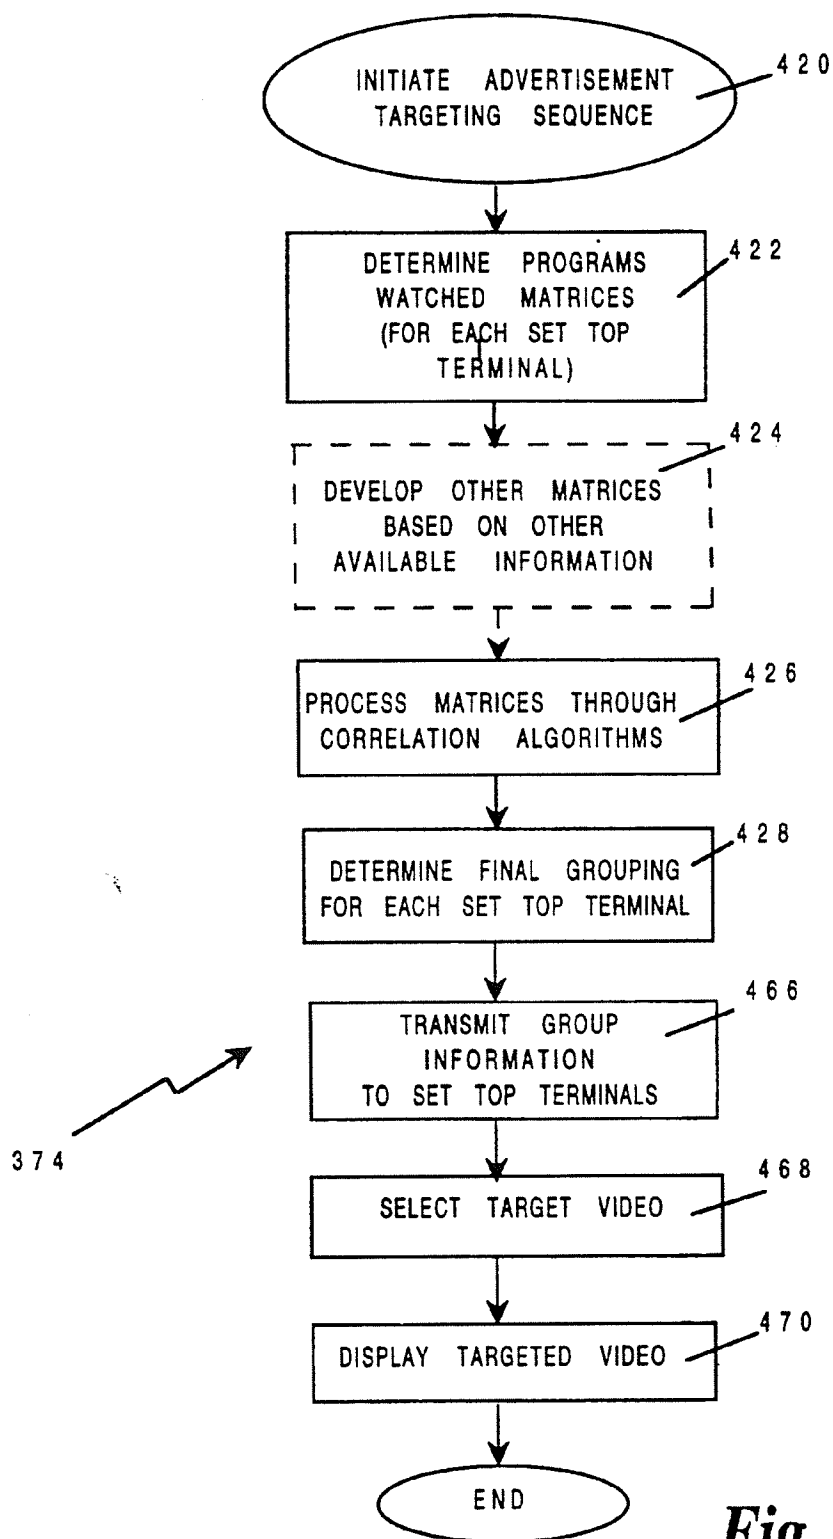 INITIATE ADVERTISEMENT
TARGETING SEQUENCE
420
DETERMINE PROGRAMS
WATCHED MATRICES
(FOR EACH SET TOP
TERMINAL)
422
DEVELOP OTHER MATRICES
BASED ON OTHER
AVAILABLE INFORMATION
424
PROCESS MATRICES THROUGH
CORRELATION ALGORITHMS
426
DETERMINE FINAL GROUPING
FOR EACH SET TOP TERMINAL
428
TRANSMIT GROUP
INFORMATION
TO SET TOP TERMINALS
466
374
SELECT TARGET VIDEO
468
DISPLAY TARGETED VIDEO
470
END
Fig